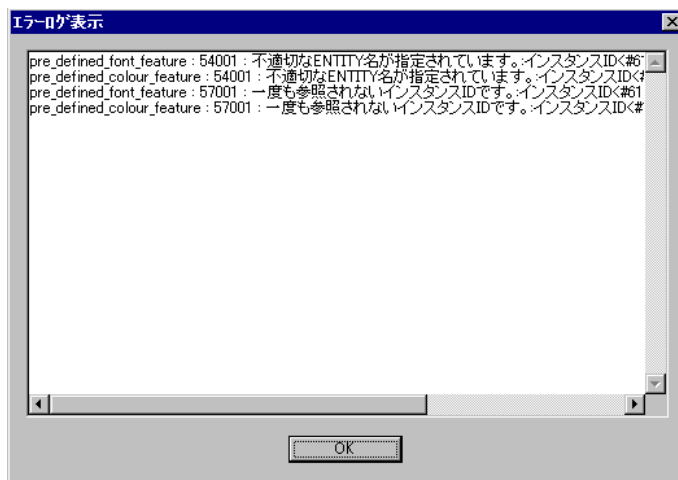 ｴﾗｰﾛｸﾞ表示
pre_defined_font_feature : 54001 : 不適切なENTITY名が指定されています。:インスタンスID<#6
pre_defined_colour_feature : 54001 : 不適切なENTITY名が指定されています。:インスタンスID<#
pre_defined_font_feature : 57001 : 一度も参照されないインスタンスIDです。:インスタンスID<#61
pre_defined_colour_feature : 57001 : 一度も参照されないインスタンスIDです。:インスタンスID<#
OK